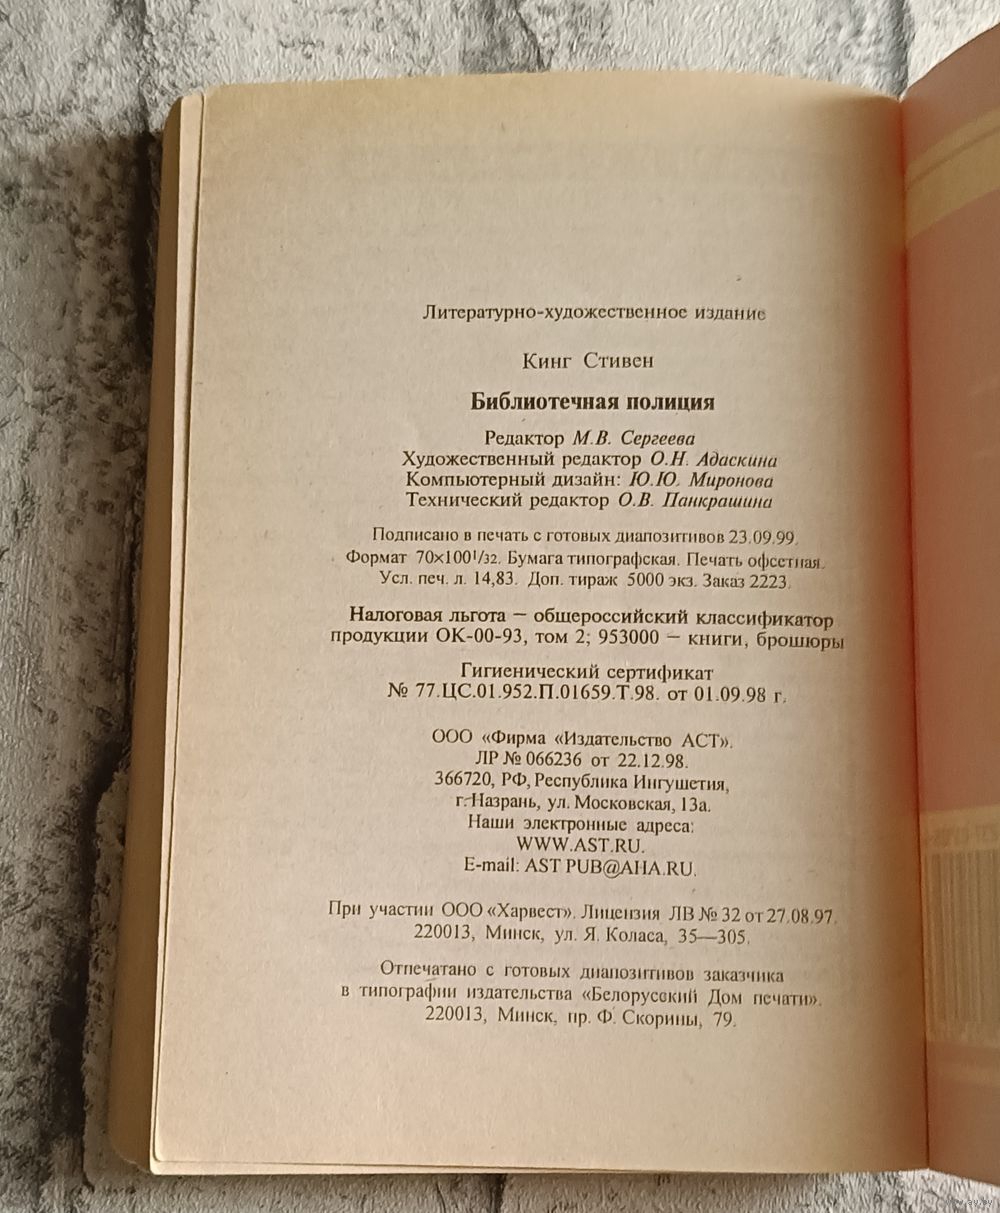 Литературно-художественное издание
Кинг Стивен
Библиотечная полиция
Редактор М.В. Сергеева
Художественный редактор О.Н. Адаскина
Компьютерный дизайн: Ю.Ю. Миронова
Технический редактор О.В. Панкрашина
Подписано в печать с готовых диапозитивов 23.09.99.
Формат 70×100¹/32. Бумага типографская. Печать офсетная.
Усл. печ. л. 14,83. Доп. тираж 5000 экз. Заказ 2223.
Налоговая льгота — общероссийский классификатор
продукции ОК-00-93, том 2; 953000 — книги, брошюры
Гигиенический сертификат
№ 77.ЦС.01.952.П.01659.Т.98. от 01.09.98 г.
ООО «Фирма «Издательство АСТ».
ЛР № 066236 от 22.12.98.
366720, РФ, Республика Ингушетия,
г. Назрань, ул. Московская, 13а.
Наши электронные адреса:
WWW.AST.RU.
E-mail: AST PUB@AHA.RU.
При участии ООО «Харвест». Лицензия ЛВ № 32 от 27.08.97.
220013, Минск, ул. Я. Коласа, 35—305.
Отпечатано с готовых диапозитивов заказчика
в типографии издательства «Белорусский Дом печати».
220013, Минск, пр. Ф. Скорины, 79.